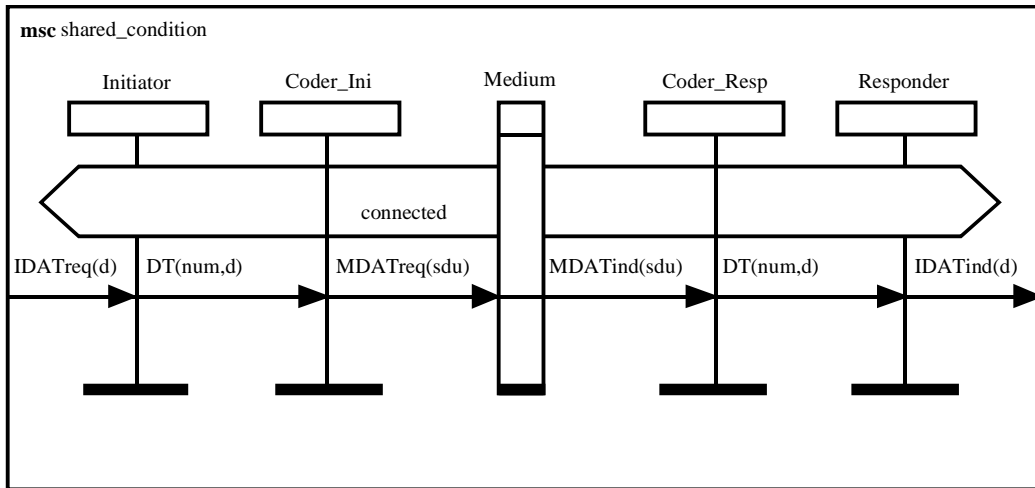 msc shared_condition
Initiator Coder_Ini Medium Coder_Resp Responder
connected
IDATreq(d) DT(num,d) MDATreq(sdu) MDATind(sdu) DT(num,d) IDATind(d)